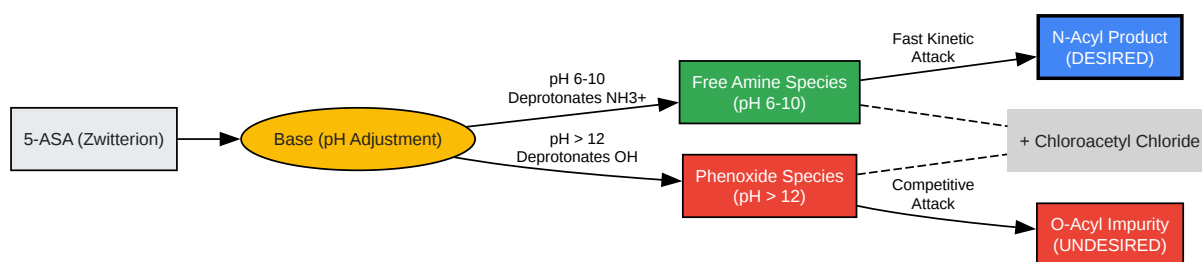 5-ASA (Zwitterion)
Base (pH Adjustment)
pH 6-10
Deprotonates NH3+
pH > 12
Deprotonates OH
Free Amine Species
(pH 6-10)
Phenoxide Species
(pH > 12)
Fast Kinetic
Attack
Competitive
Attack
N-Acyl Product
(DESIRED)
+ Chloroacetyl Chloride
O-Acyl Impurity
(UNDESIRED)